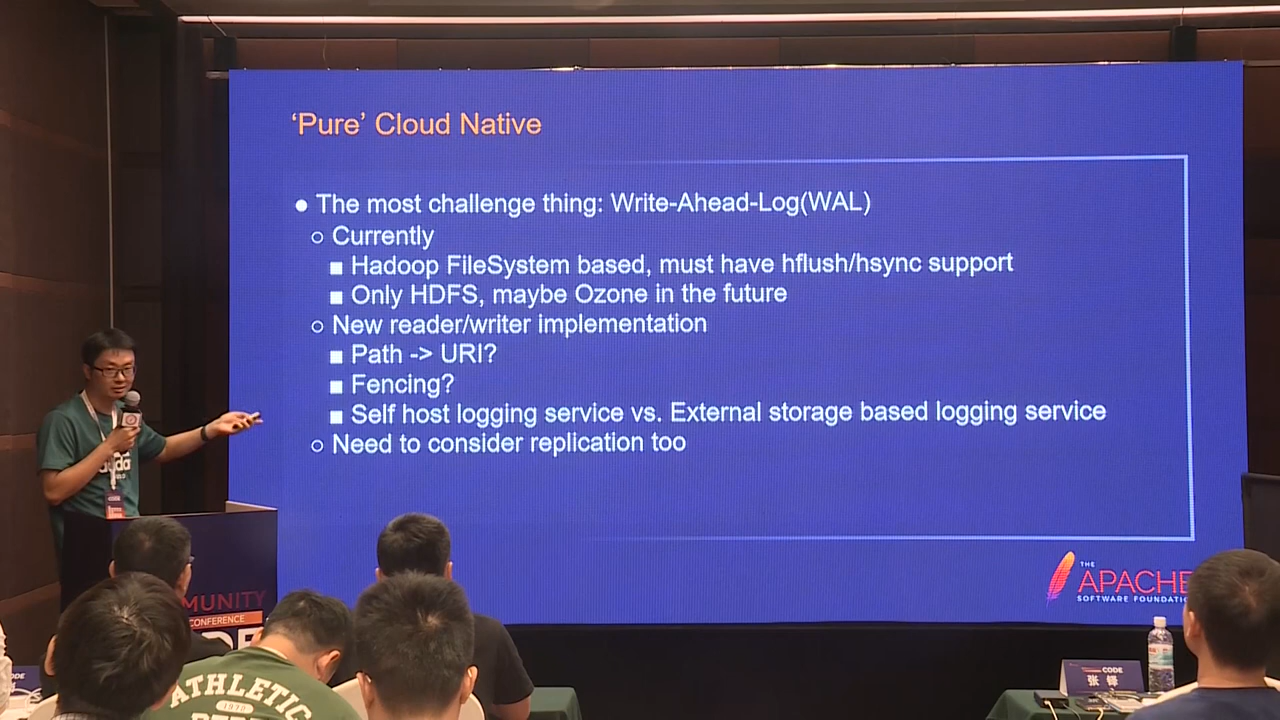 ‘Pure’ Cloud Native
● The most challenge thing: Write-Ahead-Log(WAL)
○ Currently
■ Hadoop FileSystem based, must have hflush/hsync support
■ Only HDFS, maybe Ozone in the future
○ New reader/writer implementation
■ Path -> URI?
■ Fencing?
■ Self host logging service vs. External storage based logging service
○ Need to consider replication too
THE
APACHE
SOFTWARE FOUNDATIO
MUNITY
CONFERENCE
ATHLETIC
1978
CODE
张铎
CODE